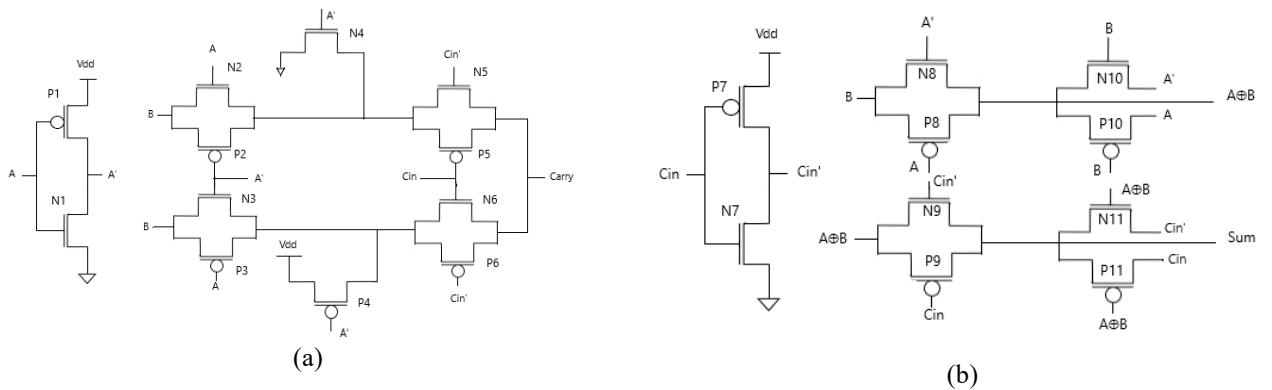 A'
N4
Vdd
P1
A
N2
Cin'
N5
B
P2
P5
A
A'
A'
Cin
Carry
N1
N3
N6
B
P3
A
Vdd
P4
P6
Cin'
A'
(a)
Vdd
P7
A'
B
N8
N10
A'
B
A⊕B
P8
P10
A
A
B
Cin
Cin'
Cin'
A⊕B
N7
N9
N11
Cin'
A⊕B
Sum
P9
P11
Cin
Cin
A⊕B
(b)